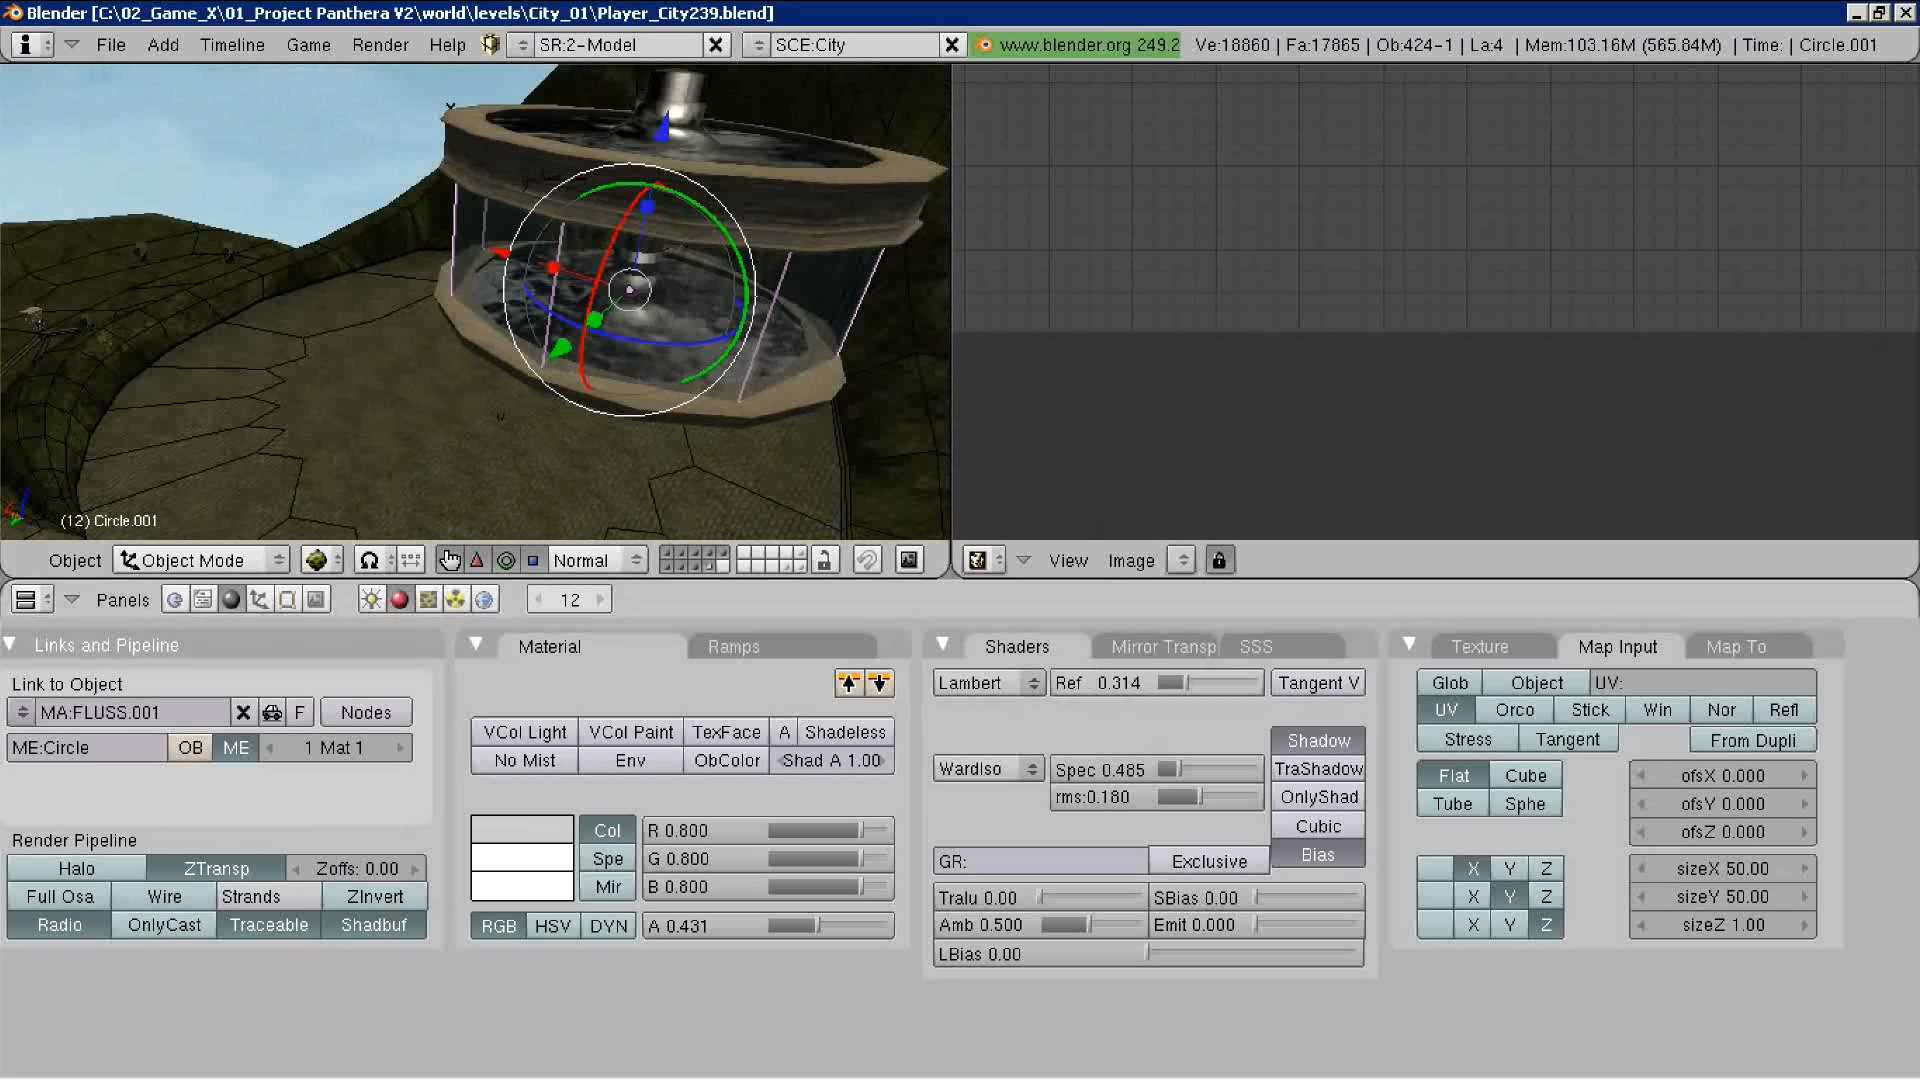 Blender [C:\02_Game_X\01_Project Panthera V2\world\levels\City_01\Player_City239.blend]
File Add Timeline Game Render Help SR:2-Model SCE:City www.blender.org 249.2 Ve:18860 | Fa:17865 | Ob:424-1 | La:4 | Mem:103.16M (565.84M) | Time: | Circle.001
(12) Circle.001
Object Object Mode Normal View Image
Panels 12
Links and Pipeline
Link to Object
MA:FLUSS.001 F Nodes
ME:Circle OB ME 1 Mat 1
Render Pipeline
Halo ZTransp Zoffs: 0.00
Full Osa Wire Strands ZInvert
Radio OnlyCast Traceable Shadbuf
Material Ramps
VCol Light VCol Paint TexFace A Shadeless
No Mist Env ObColor Shad A 1.00
Col R 0.800
Spe G 0.800
Mir B 0.800
RGB HSV DYN A 0.431
Shaders Mirror Transp SSS
Lambert Ref 0.314 Tangent V
Shadow
WardIso Spec 0.485 TraShadow
rms:0.180 OnlyShad
Cubic
GR: Exclusive Bias
Tralu 0.00 SBias 0.00
Amb 0.500 Emit 0.000
LBias 0.00
Texture Map Input Map To
Glob Object UV:
UV Orco Stick Win Nor Refl
Stress Tangent From Dupli
Flat Cube ofsX 0.000
Tube Sphe ofsY 0.000
ofsZ 0.000
X Y Z sizeX 50.00
X Y Z sizeY 50.00
X Y Z sizeZ 1.00